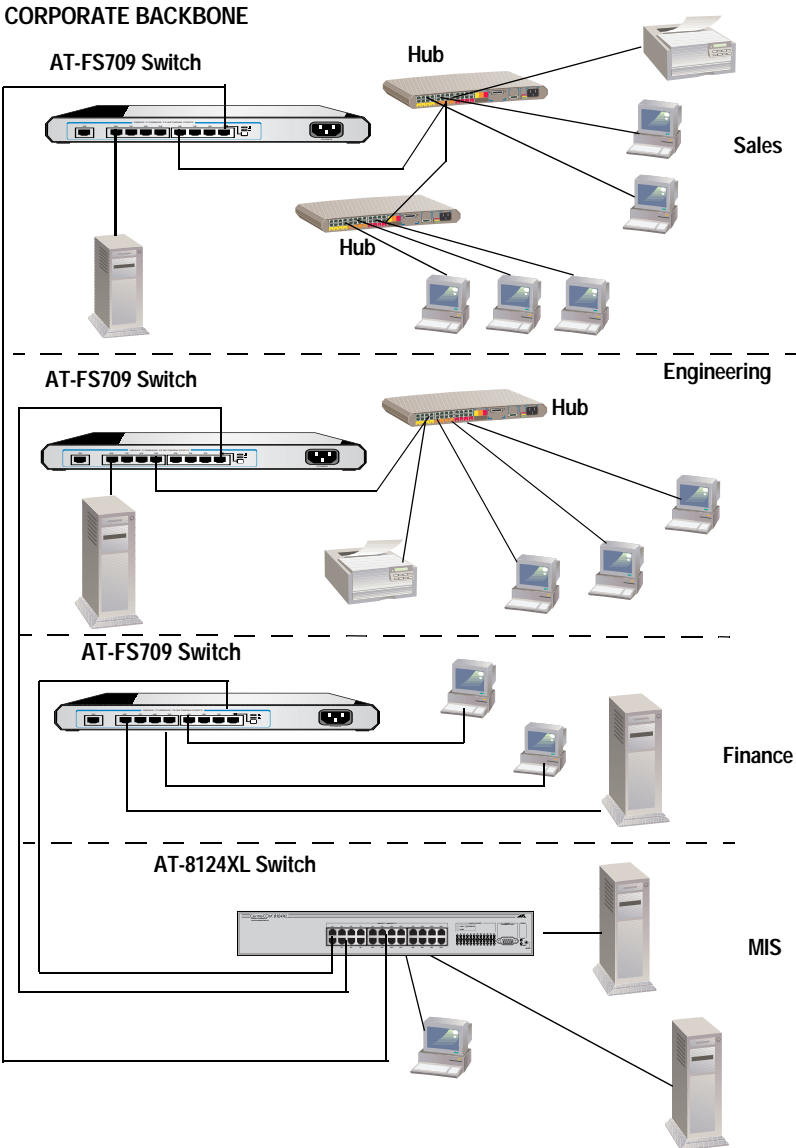 CORPORATE BACKBONE
AT-FS709 Switch
Hub
Sales
Hub
AT-FS709 Switch
Engineering
Hub
AT-FS709 Switch
Finance
AT-8124XL Switch
MIS